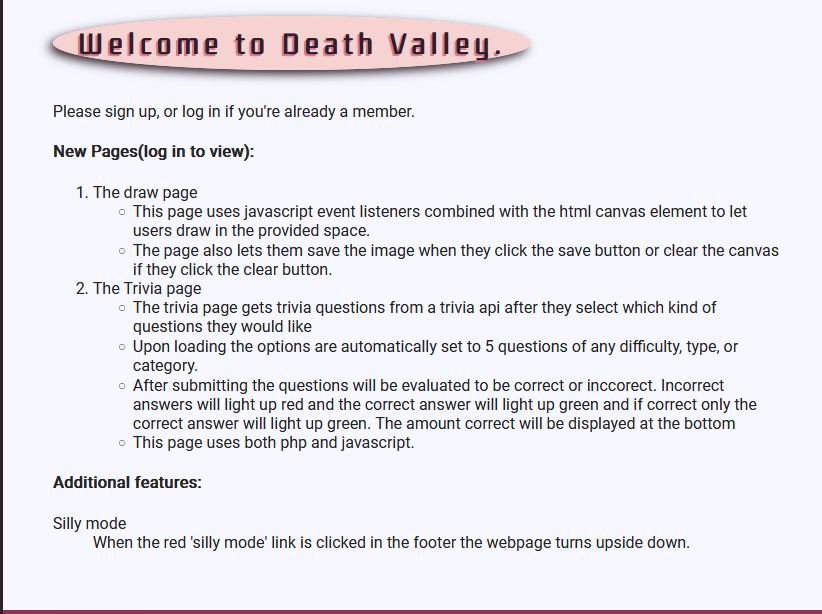 Welcome to Death Valley.
Please sign up, or log in if you're already a member.
New Pages(log in to view):
1. The draw page
○ This page uses javascript event listeners combined with the html canvas element to let
users draw in the provided space.
○ The page also lets them save the image when they click the save button or clear the canvas
if they click the clear button.
2. The Trivia page
○ The trivia page gets trivia questions from a trivia api after they select which kind of
questions they would like
○ Upon loading the options are automatically set to 5 questions of any difficulty, type, or
category.
○ After submitting the questions will be evaluated to be correct or inccorect. Incorrect
answers will light up red and the correct answer will light up green and if correct only the
correct answer will light up green. The amount correct will be displayed at the bottom
○ This page uses both php and javascript.
Additional features:
Silly mode
When the red 'silly mode' link is clicked in the footer the webpage turns upside down.